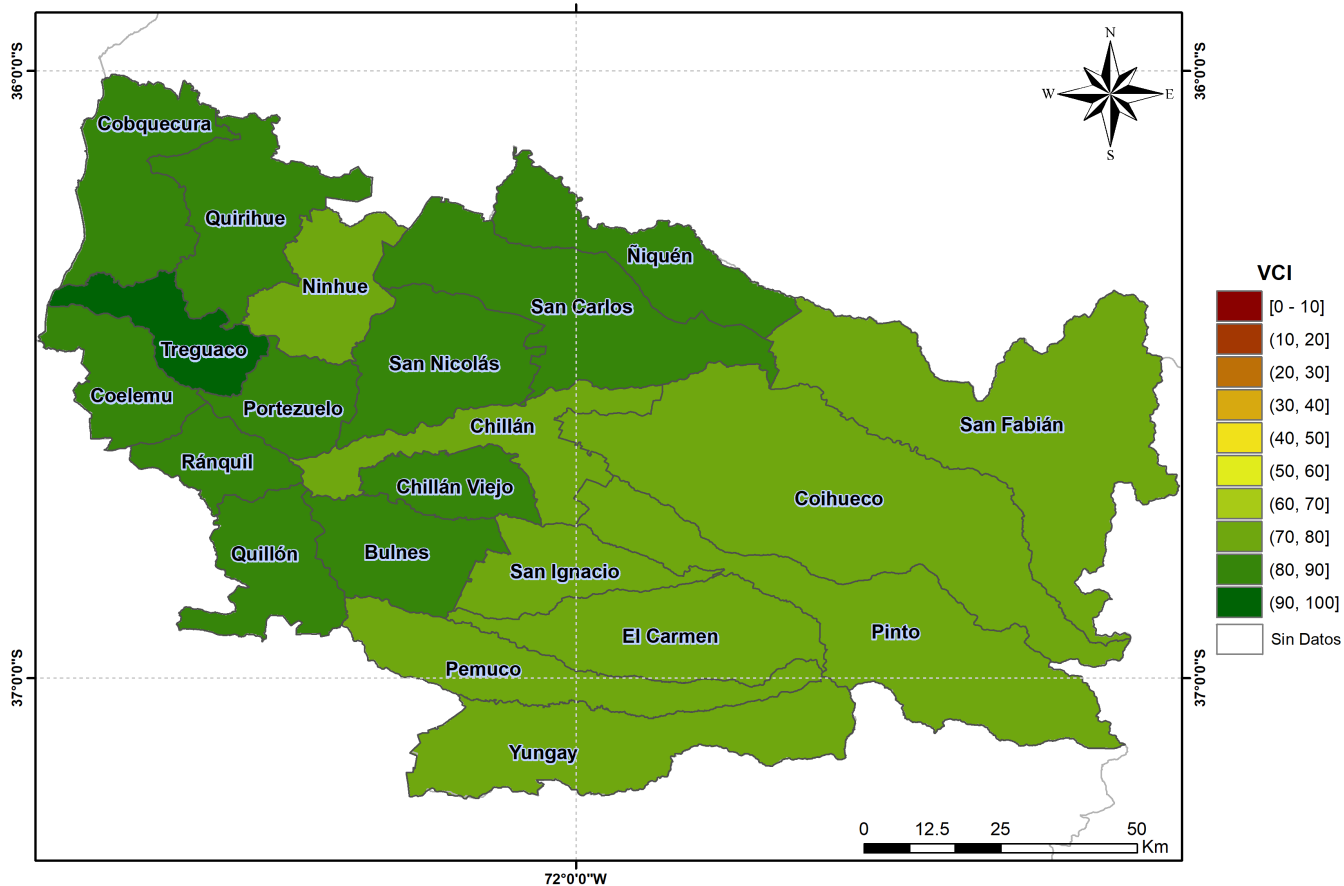 36°0'0"S
36°0'0"S
N
W
E
S
Cobquecura
Quirihue
Ñiquén
Ninhue
San Carlos
Treguaco
San Nicolás
Coelemu
Portezuelo
Chillán
San Fabián
Ránquil
Chillán Viejo
Coihueco
Quillón
Bulnes
San Ignacio
El Carmen
Pinto
Pemuco
Yungay
37°0'0"S
37°0'0"S
72°0'0"W
0 12.5 25 50
Km
VCI
[0 - 10]
(10, 20]
(20, 30]
(30, 40]
(40, 50]
(50, 60]
(60, 70]
(70, 80]
(80, 90]
(90, 100]
Sin Datos